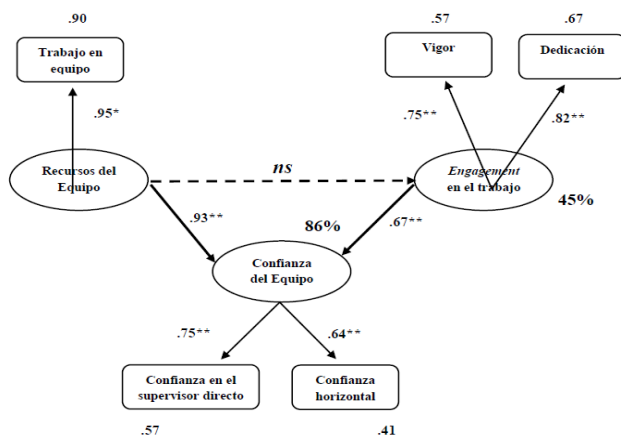 .90
.57
.67
Trabajo en
equipo
Vigor
Dedicación
.95*
.75**
.82**
Recursos del
Equipo
ns
Engagement
en el trabajo
45%
.93**
86%
.67**
Confianza
del Equipo
.75**
.64**
Confianza en el
supervisor directo
Confianza
horizontal
.57
.41